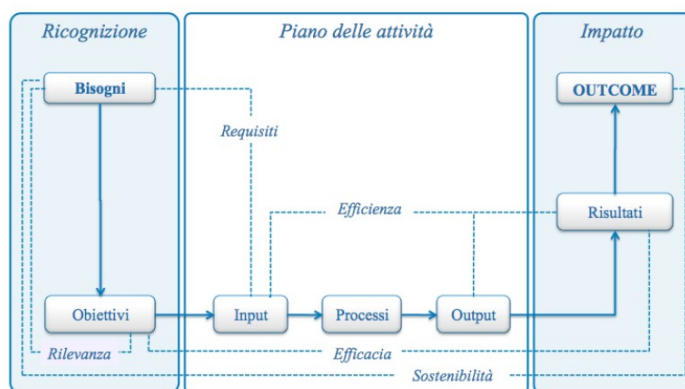 Ricognizione
Piano delle attività
Impatto
Bisogni
OUTCOME
Requisiti
Efficienza
Risultati
Obiettivi
Input
Processi
Output
Rilevanza
Efficacia
Sostenibilità